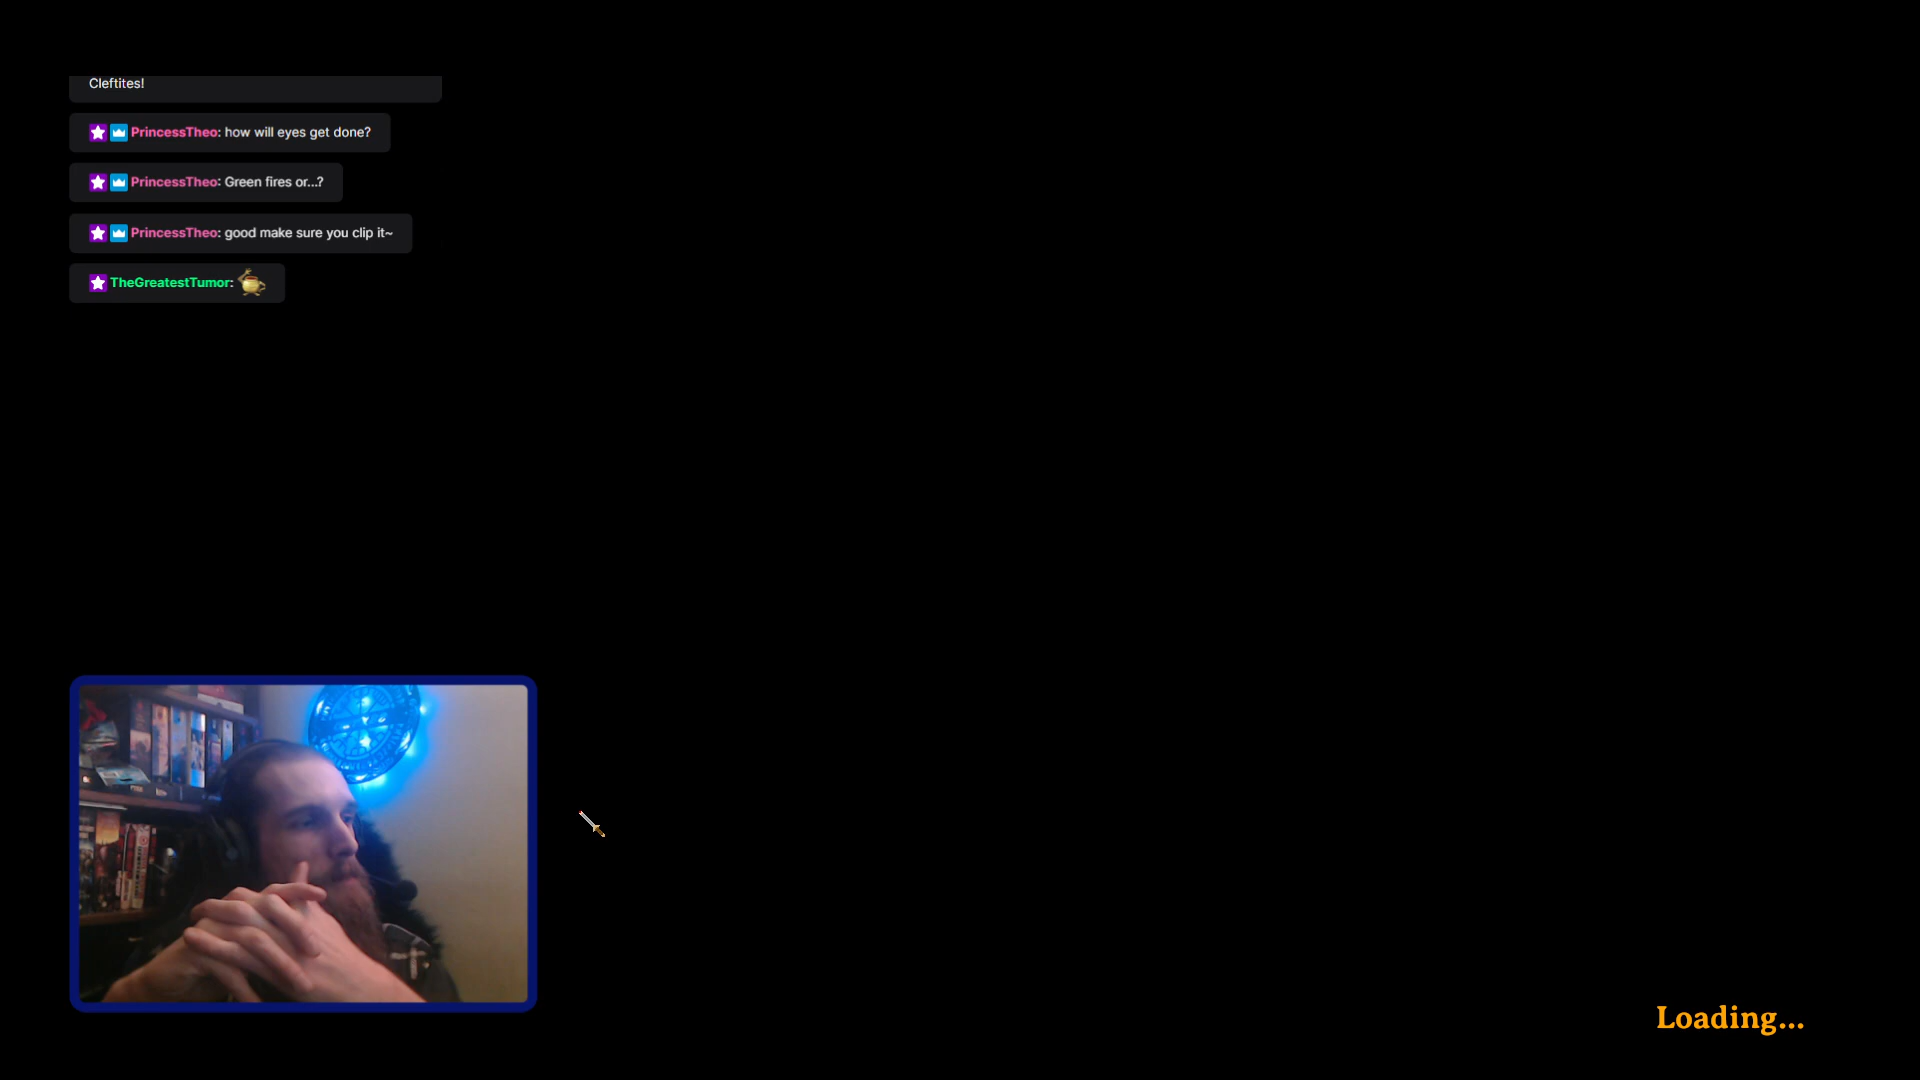 Cleftites!
PrincessTheo: how will eyes get done?
PrincessTheo: Green fires or...?
PrincessTheo: good make sure you clip it~
TheGreatestTumor:
Loading...